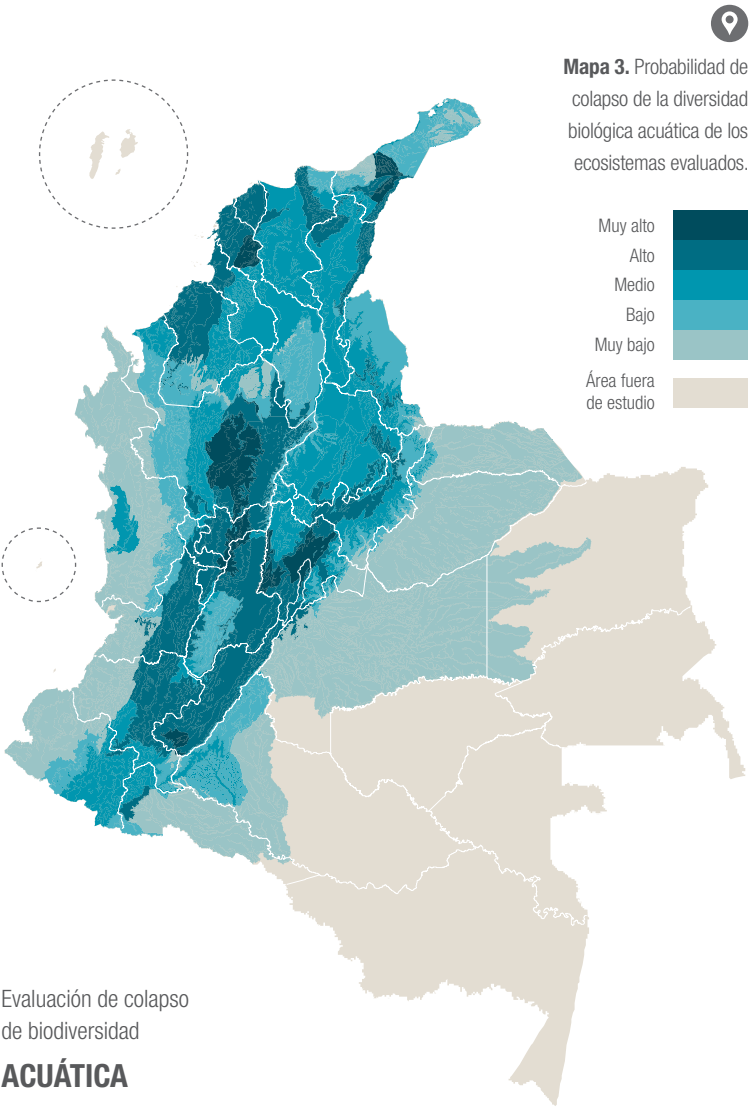 Mapa 3. Probabilidad de
colapso de la diversidad
biológica acuática de los
ecosistemas evaluados.
Muy alto
Alto
Medio
Bajo
Muy bajo
Área fuera
de estudio
Evaluación de colapso
de biodiversidad
ACUÁTICA